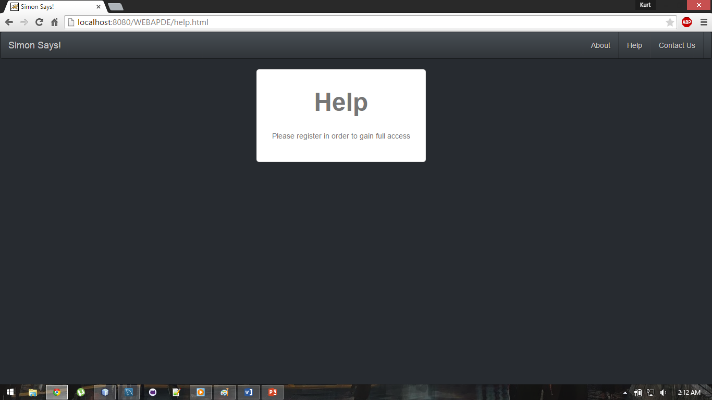 Simon Says!
Kurt
localhost:8080/WEBAPDE/help.html
ABP
Simon Says!
About
Help
Contact Us
Help
Please register in order to gain full access
2:12 AM